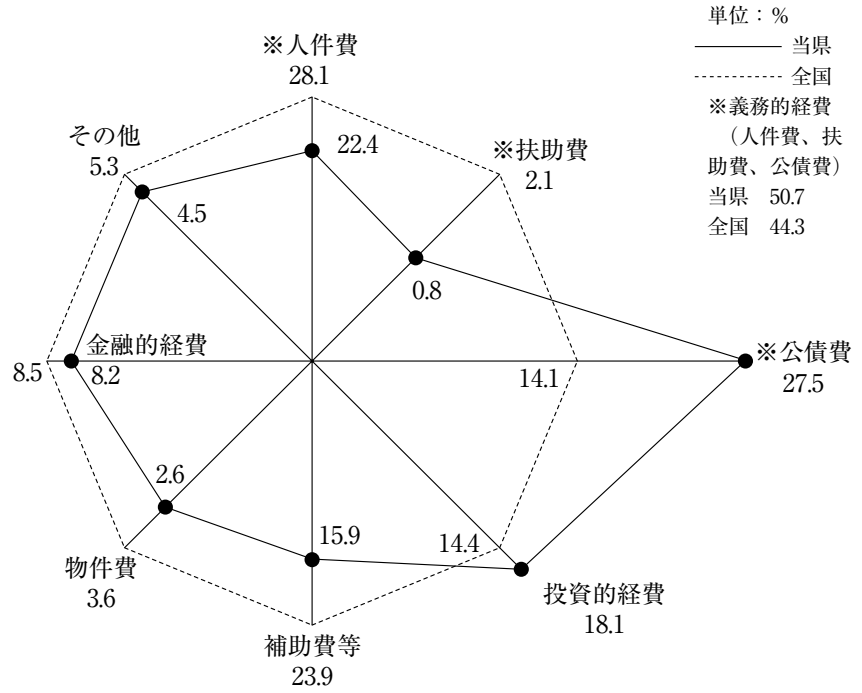 単位：%
当県
全国
※義務的経費
（人件費、扶
助費、公債費）
当県　50.7
全国　44.3
※人件費
28.1
22.4
※扶助費
2.1
0.8
※公債費
27.5
14.1
投資的経費
18.1
14.4
補助費等
23.9
15.9
物件費
3.6
2.6
金融的経費
8.5
8.2
その他
5.3
4.5